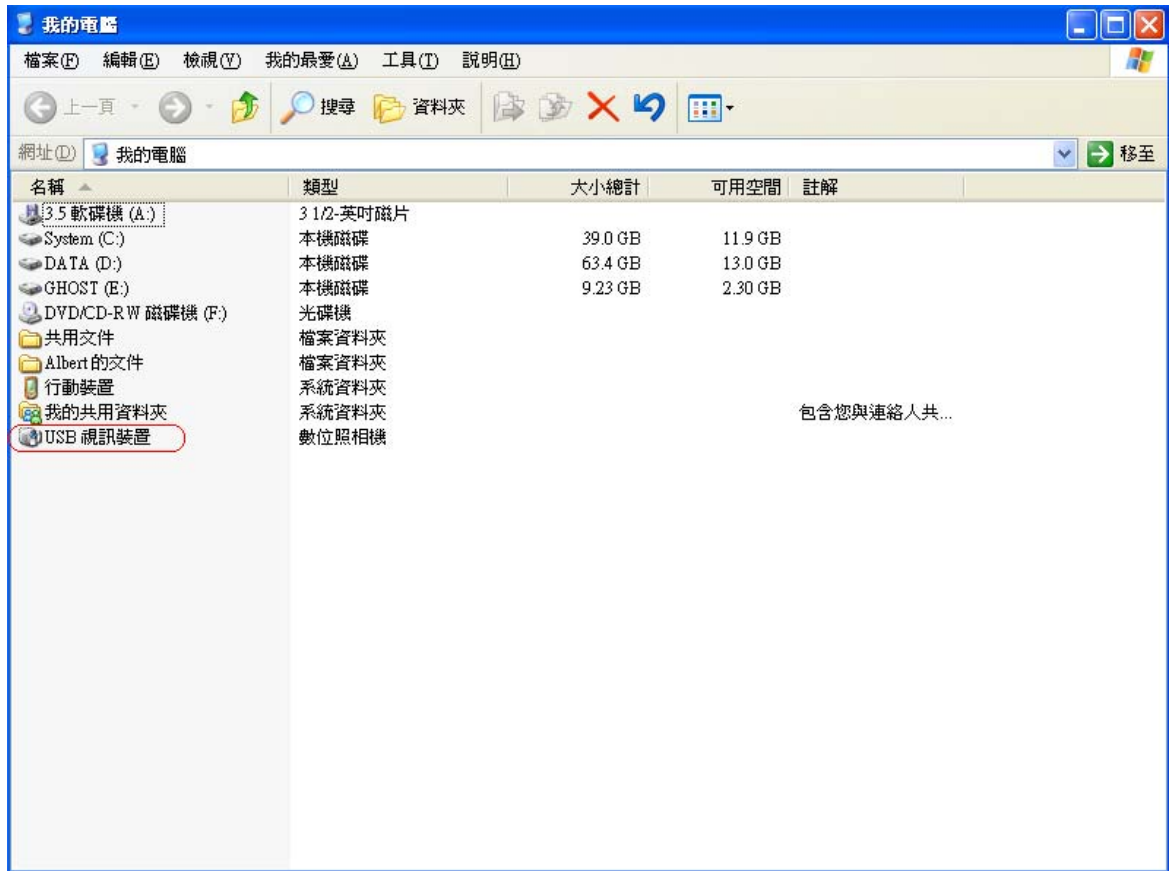 我的電腦
檔案(F) 編輯(E) 檢視(V) 我的最愛(A) 工具(T) 說明(H)
上一頁 搜尋 資料夾
網址(D) 我的電腦 移至
名稱 類型 大小總計 可用空間 註解
3.5 軟碟機 (A:) 3 1/2-英吋磁片
System (C:) 本機磁碟 39.0 GB 11.9 GB
DATA (D:) 本機磁碟 63.4 GB 13.0 GB
GHOST (E:) 本機磁碟 9.23 GB 2.30 GB
DVD/CD-RW 磁碟機 (F:) 光碟機
共用文件 檔案資料夾
Albert 的文件 檔案資料夾
行動裝置 系統資料夾
我的共用資料夾 系統資料夾 包含您與連絡人共...
USB 視訊裝置 數位照相機